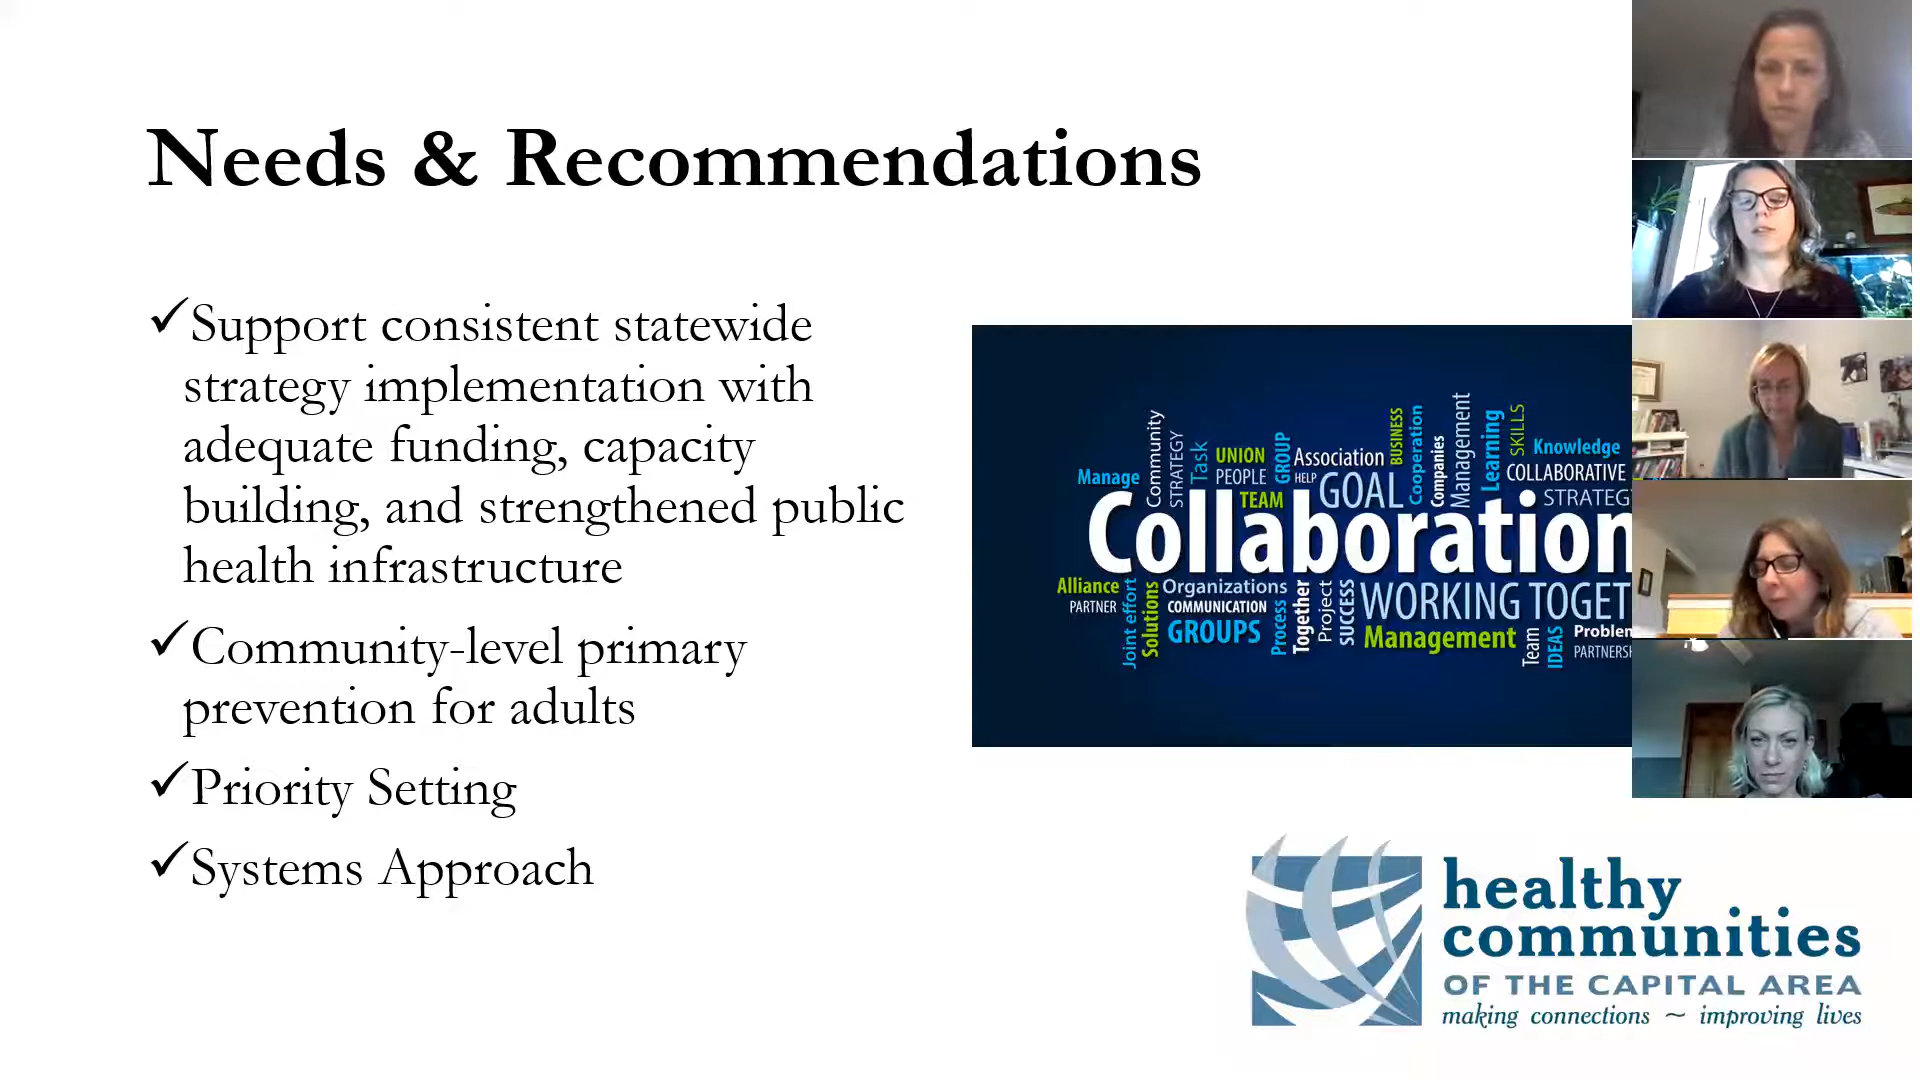 Needs & Recommendations
Support consistent statewide
strategy implementation with
adequate funding, capacity
building, and strengthened public
health infrastructure
Community-level primary
prevention for adults
Priority Setting
Systems Approach
Manage
Community
STRATEGY
Task
UNION
PEOPLE
TEAM
GROUP
Association
HELP
GOAL
BUSINESS
Cooperation
Companies
Management
Learning
SKILLS
Knowledge
COLLABORATIVE
STRATEG
Collaboration
Alliance
PARTNER
Joint effort
Solutions
Organizations
COMMUNICATION
GROUPS
Process
Together
Project
SUCCESS
WORKING TOGET
Management
Team
IDEAS
Problem
PARTNERSH
healthy
communities
OF THE CAPITAL AREA
making connections ~ improving lives